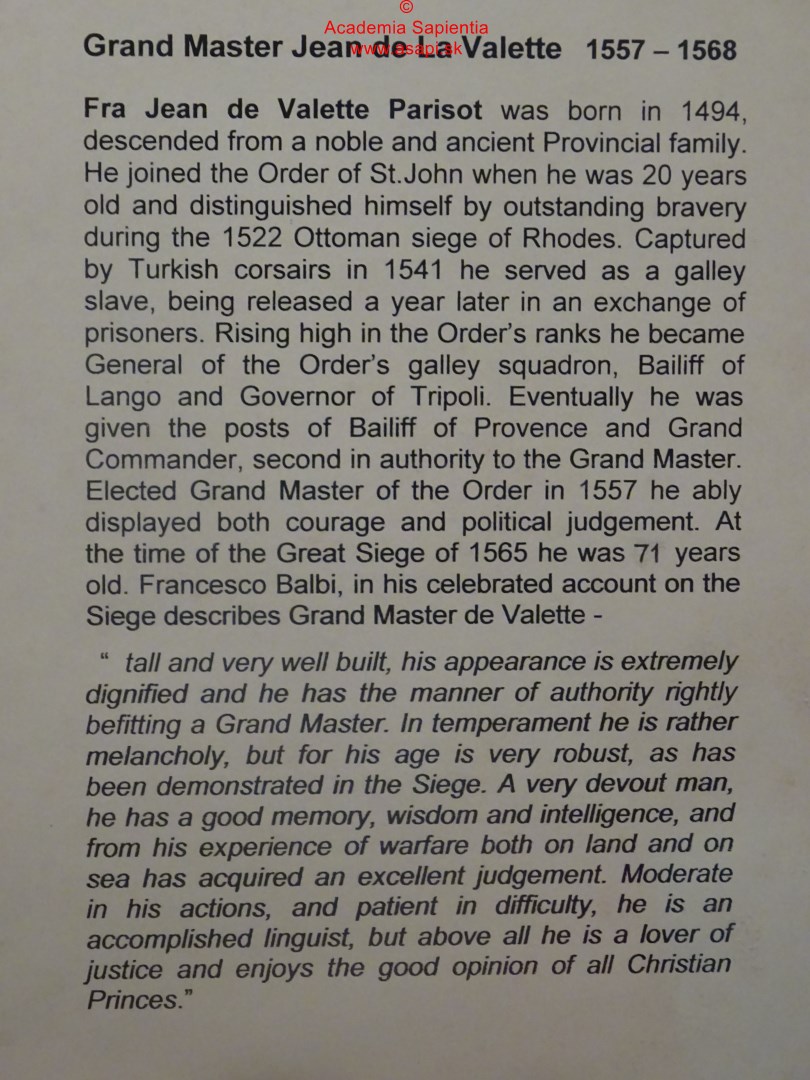 ©
Academia Sapientia
www.asapi.sk
Grand Master Jean de La Valette 1557 – 1568
Fra Jean de Valette Parisot was born in 1494,
descended from a noble and ancient Provincial family.
He joined the Order of St.John when he was 20 years
old and distinguished himself by outstanding bravery
during the 1522 Ottoman siege of Rhodes. Captured
by Turkish corsairs in 1541 he served as a galley
slave, being released a year later in an exchange of
prisoners. Rising high in the Order's ranks he became
General of the Order's galley squadron, Bailiff of
Lango and Governor of Tripoli. Eventually he was
given the posts of Bailiff of Provence and Grand
Commander, second in authority to the Grand Master.
Elected Grand Master of the Order in 1557 he ably
displayed both courage and political judgement. At
the time of the Great Siege of 1565 he was 71 years
old. Francesco Balbi, in his celebrated account on the
Siege describes Grand Master de Valette -
“ tall and very well built, his appearance is extremely
dignified and he has the manner of authority rightly
befitting a Grand Master. In temperament he is rather
melancholy, but for his age is very robust, as has
been demonstrated in the Siege. A very devout man,
he has a good memory, wisdom and intelligence, and
from his experience of warfare both on land and on
sea has acquired an excellent judgement. Moderate
in his actions, and patient in difficulty, he is an
accomplished linguist, but above all he is a lover of
justice and enjoys the good opinion of all Christian
Princes.”